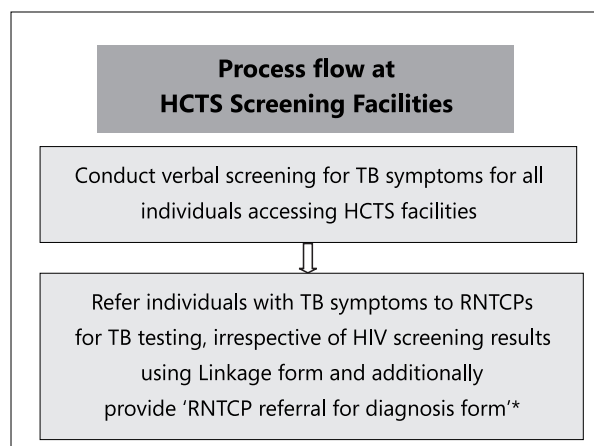 Process flow at
HCTS Screening Facilities
Conduct verbal screening for TB symptoms for all
individuals accessing HCTS facilities
Refer individuals with TB symptoms to RNTCPs
for TB testing, irrespective of HIV screening results
using Linkage form and additionally
provide ‘RNTCP referral for diagnosis form’*